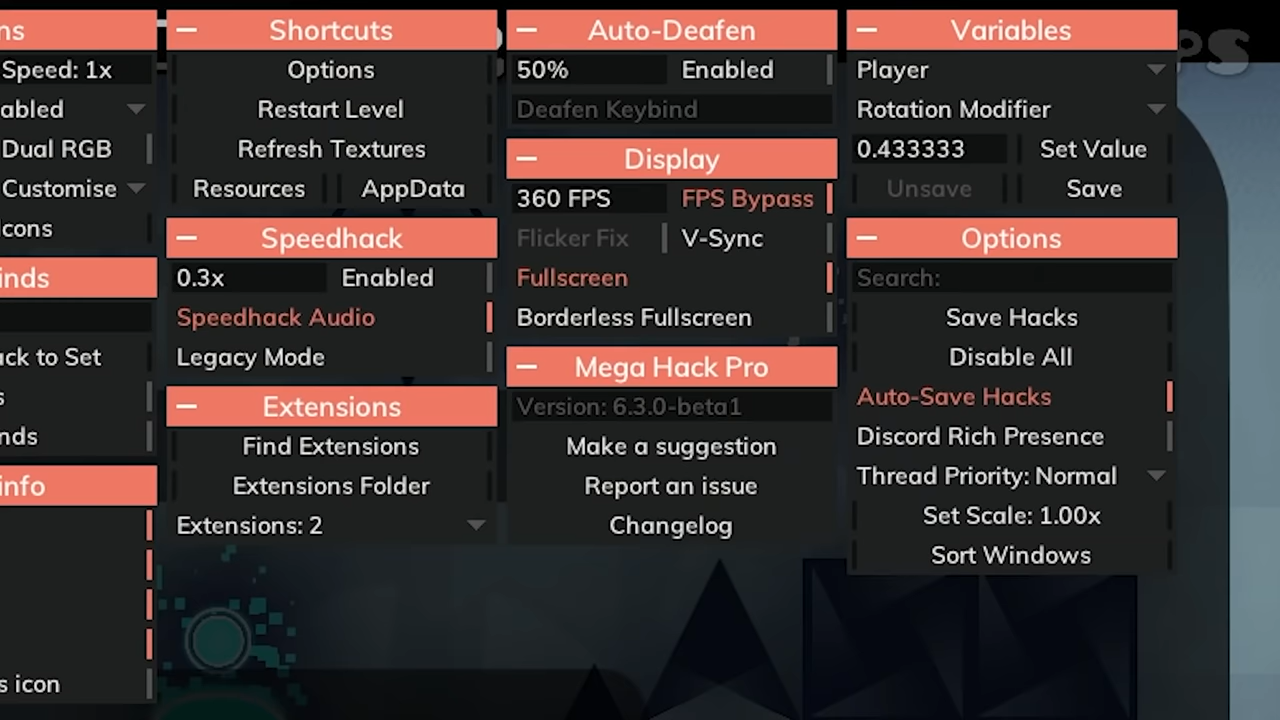 ns
Speed: 1x
abled
Dual RGB
Customise
cons
inds
ack to Set
s
nds
info
s icon
Shortcuts
Options
Restart Level
Refresh Textures
Resources AppData
Speedhack
0.3x Enabled
Speedhack Audio
Legacy Mode
Extensions
Find Extensions
Extensions Folder
Extensions: 2
Auto-Deafen
50% Enabled
Deafen Keybind
Display
360 FPS FPS Bypass
Flicker Fix V-Sync
Fullscreen
Borderless Fullscreen
Mega Hack Pro
Version: 6.3.0-beta1
Make a suggestion
Report an issue
Changelog
Variables
Player
Rotation Modifier
0.433333 Set Value
Unsave Save
Options
Search:
Save Hacks
Disable All
Auto-Save Hacks
Discord Rich Presence
Thread Priority: Normal
Set Scale: 1.00x
Sort Windows